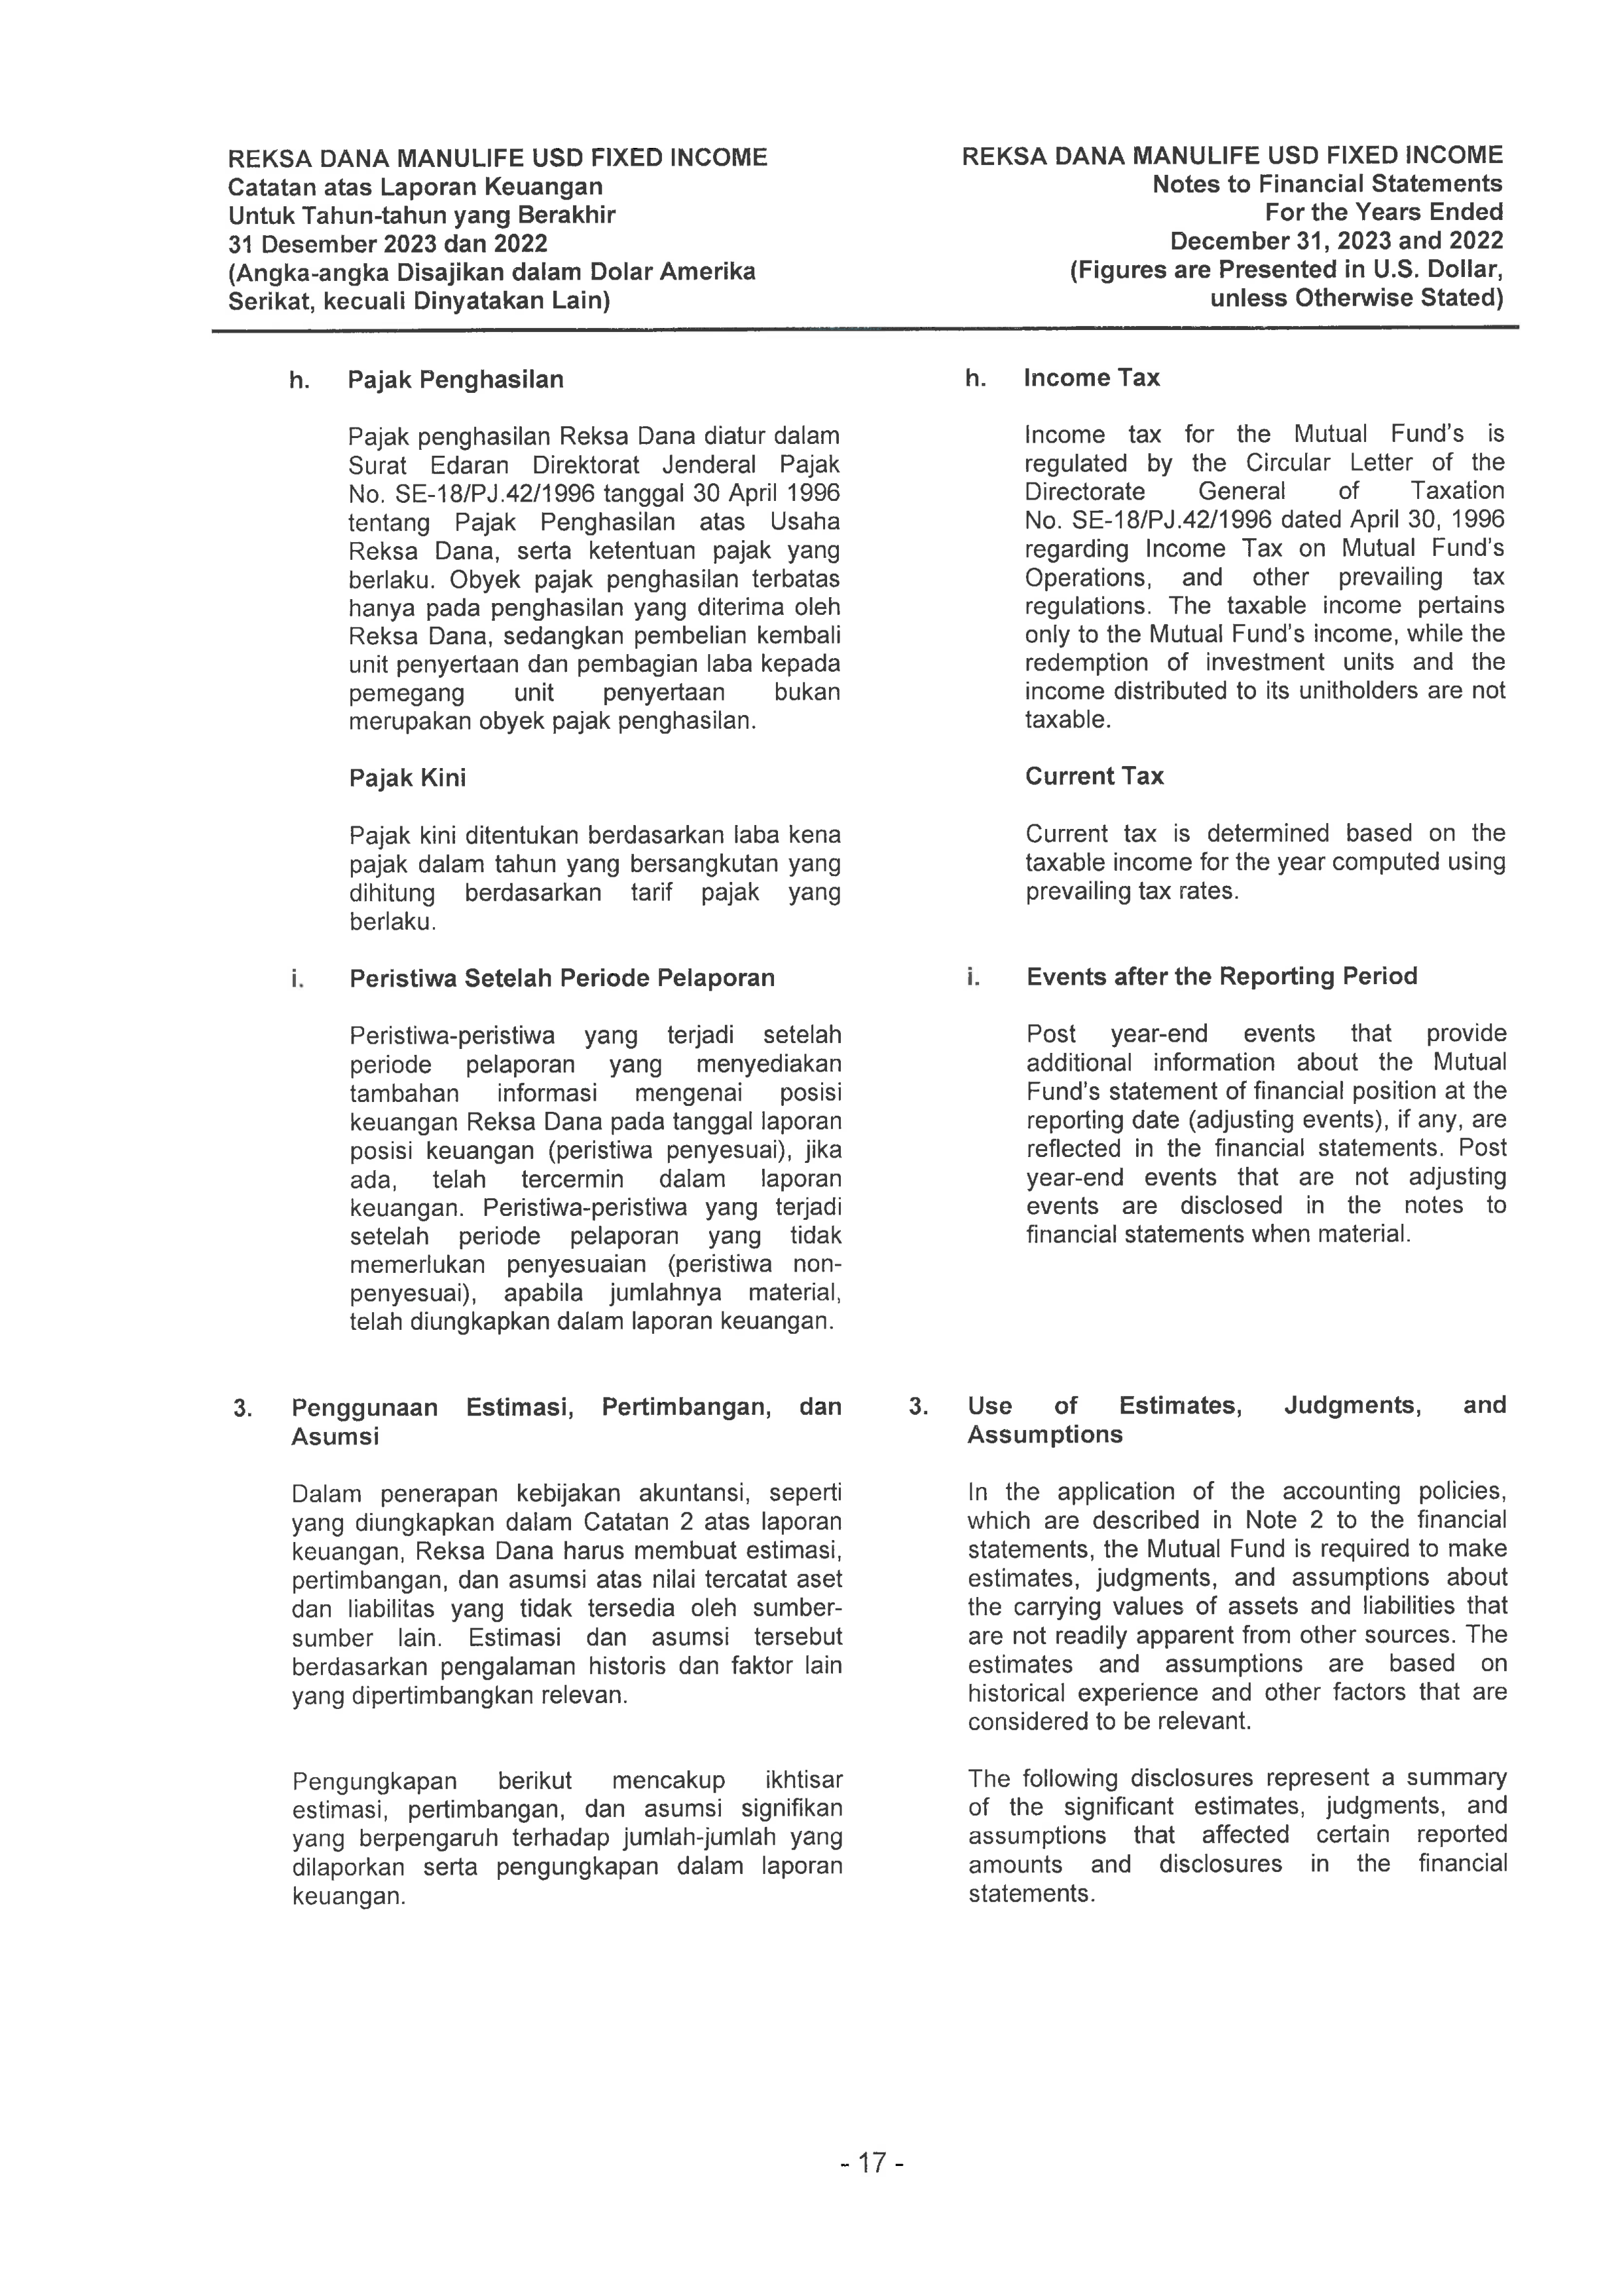 REKSA DANA MANULIFE USD FIXED INCOME
Catatan atas Laporan Keuangan
Untuk Tahun-tahun yang Berakhir
31 Desember 2023 dan 2022
(Angka-angka Disajikan dalam Dolar Amerika
Serikat, kecuali Dinyatakan Lain)
REKSA DANA MANULIFE USD FIXED INCOME
Notes to Financial Statements
For the Years Ended
December 31, 2023 and 2022
(Figures are Presented in U.S. Dollar,
unless Otherwise Stated)
h. Pajak Penghasilan
Pajak penghasilan Reksa Dana diatur dalam
Surat Edaran Direktorat Jenderal Pajak
No. SE-18/PJ.42/1996 tanggal 30 April 1996
tentang Pajak Penghasilan atas Usaha
Reksa Dana, serta ketentuan pajak yang
berlaku. Obyek pajak penghasilan terbatas
hanya pada penghasilan yang diterima oleh
Reksa Dana, sedangkan pembelian kembali
unit penyertaan dan pembagian laba kepada
pemegang unit penyertaan bukan
merupakan obyek pajak penghasilan.
Pajak Kini
Pajak kini ditentukan berdasarkan laba kena
pajak dalam tahun yang bersangkutan yang
dihitung berdasarkan tarif pajak yang
berlaku.
i. Peristiwa Setelah Periode Pelaporan
Peristiwa-peristiwa yang terjadi setelah
periode pelaporan yang menyediakan
tambahan informasi mengenai posisi
keuangan Reksa Dana pada tanggal laporan
posisi keuangan (peristiwa penyesuai), jika
ada, telah tercermin dalam laporan
keuangan. Peristiwa-peristiwa yang terjadi
setelah periode pelaporan yang tidak
memerlukan penyesuaian (peristiwa non-
penyesuai), apabila jumlahnya material,
telah diungkapkan dalam laporan keuangan.
3. Penggunaan Estimasi, Pertimbangan, dan
Asumsi
Dalam penerapan kebijakan akuntansi, seperti
yang diungkapkan dalam Catatan 2 atas laporan
keuangan, Reksa Dana harus membuat estimasi,
pertimbangan, dan asumsi atas nilai tercatat aset
dan liabilitas yang tidak tersedia oleh sumber-
sumber lain. Estimasi dan asumsi tersebut
berdasarkan pengalaman historis dan faktor lain
yang dipertimbangkan relevan.
Pengungkapan berikut mencakup ikhtisar
estimasi, pertimbangan, dan asumsi signifikan
yang berpengaruh terhadap jumlah-jumlah yang
dilaporkan serta pengungkapan dalam laporan
keuangan.
h. Income Tax
Income tax for the Mutual Fund's is
regulated by the Circular Letter of the
Directorate General of Taxation
No. SE-18/PJ.42/1996 dated April 30, 1996
regarding Income Tax on Mutual Fund's
Operations, and other prevailing tax
regulations. The taxable income pertains
only to the Mutual Fund's income, while the
redemption of investment units and the
income distributed to its unitholders are not
taxable.
Current Tax
Current tax is determined based on the
taxable income for the year computed using
prevailing tax rates.
i. Events after the Reporting Period
Post year-end events that provide
additional information about the Mutual
Fund's statement of financial position at the
reporting date (adjusting events), if any, are
reflected in the financial statements. Post
year-end events that are not adjusting
events are disclosed in the notes to
financial statements when material.
3. Use of Estimates, Judgments, and
Assumptions
In the application of the accounting policies,
which are described in Note 2 to the financial
statements, the Mutual Fund is required to make
estimates, judgments, and assumptions about
the carrying values of assets and liabilities that
are not readily apparent from other sources. The
estimates and assumptions are based on
historical experience and other factors that are
considered to be relevant.
The following disclosures represent a summary
of the significant estimates, judgments, and
assumptions that affected certain reported
amounts and disclosures in the financial
statements.
- 17 -